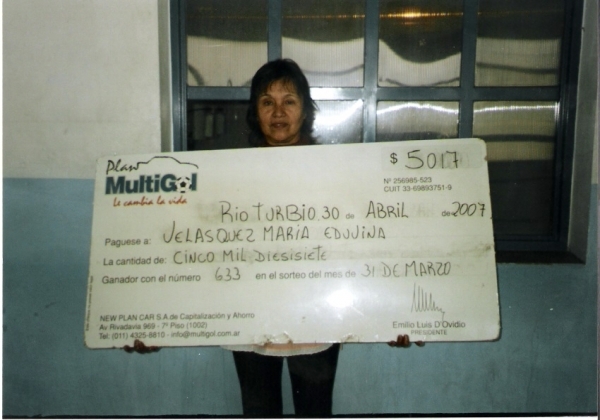 Plan
MultiGol
Le cambia la vida
$ 5017
Nº 256985-523
CUIT 33-69893751-9
RIO TURBIO.30 de ABRIL de 2007
Paguese a: VELASQUEZ MARÍA EDUVINA
La cantidad de: CINCO MIL DIESISIETE
Ganador con el número 633 en el sorteo del mes de 31 DE MARZO
NEW PLAN CAR S.A de Capitalización y Ahorro
Av Rivadavia 969 - 7º Piso (1002)
Tel: (011) 4325-8810 - info@multigol.com.ar
Emilio Luis D'Ovidio
PRESIDENTE